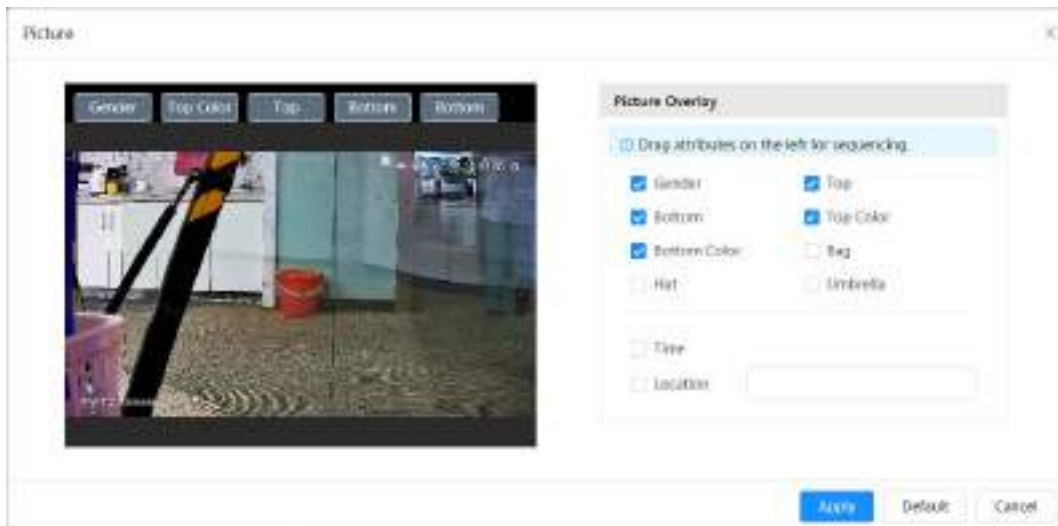 Picture
Gender Top Color Top Bottom Bottom
Picture Overlay
Drag attributes on the left for sequencing.
Gender Top
Bottom Top Color
Bottom Color Bag
Hat Umbrella
Time
Location
Apply Default Cancel